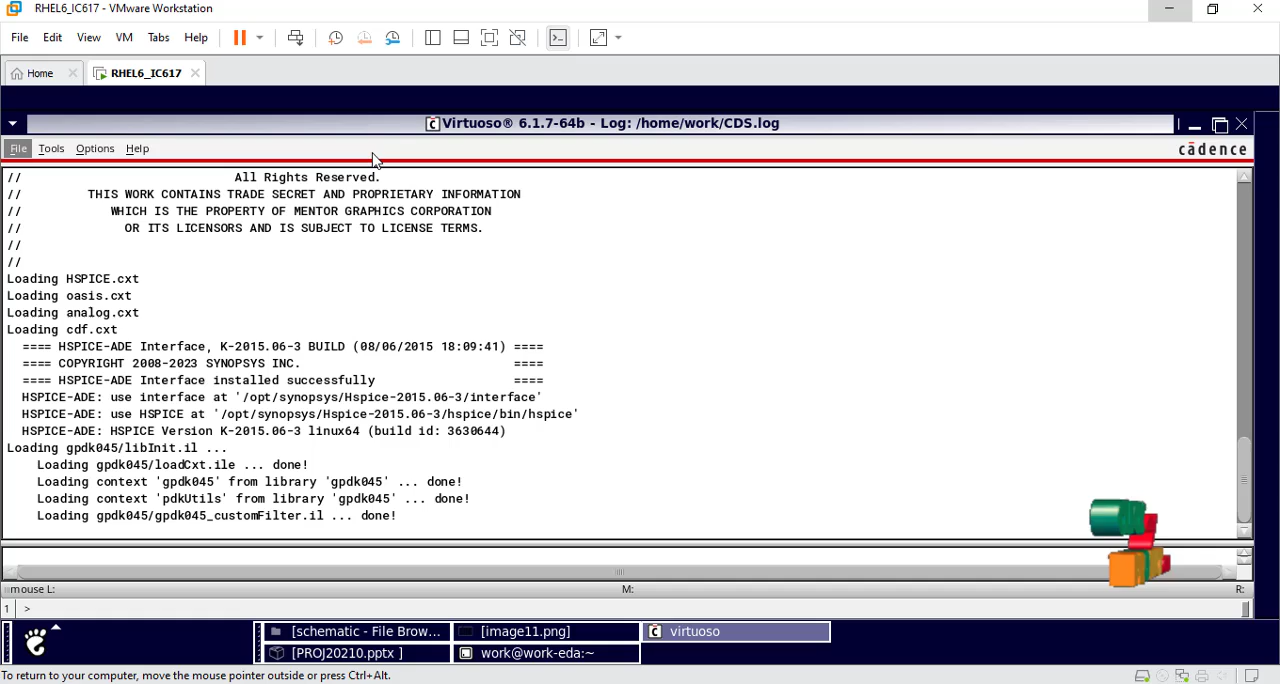 RHEL6_IC617 - VMware Workstation
File Edit View VM Tabs Help
Home RHEL6_IC617
Virtuoso® 6.1.7-64b - Log: /home/work/CDS.log
File Tools Options Help cādence
// All Rights Reserved.
// THIS WORK CONTAINS TRADE SECRET AND PROPRIETARY INFORMATION
// WHICH IS THE PROPERTY OF MENTOR GRAPHICS CORPORATION
// OR ITS LICENSORS AND IS SUBJECT TO LICENSE TERMS.
//
//
Loading HSPICE.cxt
Loading oasis.cxt
Loading analog.cxt
Loading cdf.cxt
==== HSPICE-ADE Interface, K-2015.06-3 BUILD (08/06/2015 18:09:41) ====
==== COPYRIGHT 2008-2023 SYNOPSYS INC. ====
==== HSPICE-ADE Interface installed successfully ====
HSPICE-ADE: use interface at '/opt/synopsys/Hspice-2015.06-3/interface'
HSPICE-ADE: use HSPICE at '/opt/synopsys/Hspice-2015.06-3/hspice/bin/hspice'
HSPICE-ADE: HSPICE Version K-2015.06-3 linux64 (build id: 3630644)
Loading gpdk045/libInit.il ...
Loading gpdk045/loadCxt.ile ... done!
Loading context 'gpdk045' from library 'gpdk045' ... done!
Loading context 'pdkUtils' from library 'gpdk045' ... done!
Loading gpdk045/gpdk045_customFilter.il ... done!
mouse L: M: R:
1 >
[schematic - File Brow... [image11.png] virtuoso
[PROJ20210.pptx ] work@work-eda:~
To return to your computer, move the mouse pointer outside or press Ctrl+Alt.